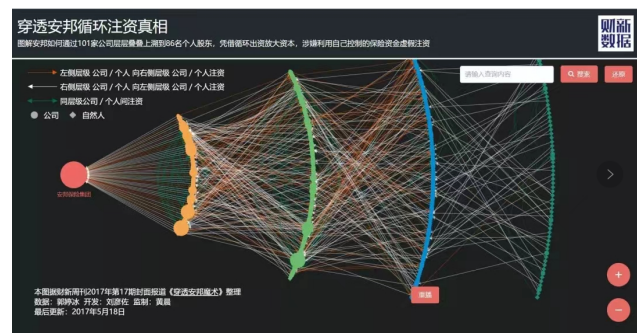 穿透安邦循环注资真相
图解安邦如何通过101家公司层层叠叠上溯到86名个人股东，凭借循环出资放大资本，涉嫌利用自己控制的保险资金虚假注资
财新
数据
左侧层级 公司 / 个人 向右侧层级 公司 / 个人注资
右侧层级 公司 / 个人 向左侧层级 公司 / 个人注资
同层级公司 / 个人间注资
公司 自然人
请输入查询内容 搜索 还原
安邦保险集团
本图据财新周刊2017年第17期封面报道《穿透安邦魔术》整理
数据：郭婷冰 开发：刘彦佐 监制：黄晨
最后更新：2017年5月18日